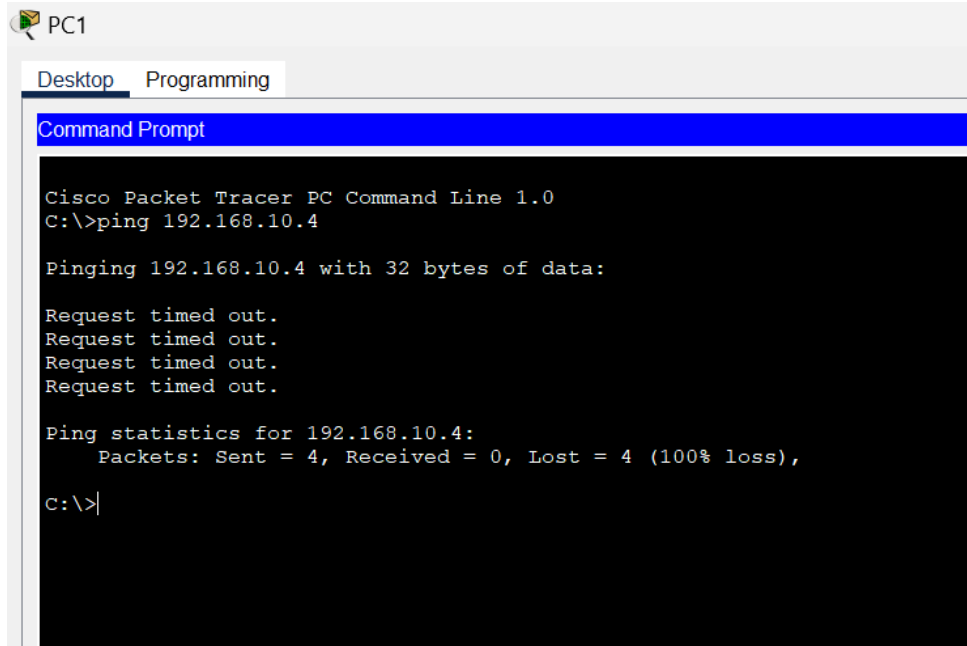 PC1
Desktop Programming
Command Prompt
Cisco Packet Tracer PC Command Line 1.0
C:\>ping 192.168.10.4
Pinging 192.168.10.4 with 32 bytes of data:
Request timed out.
Request timed out.
Request timed out.
Request timed out.
Ping statistics for 192.168.10.4:
Packets: Sent = 4, Received = 0, Lost = 4 (100% loss),
C:\>